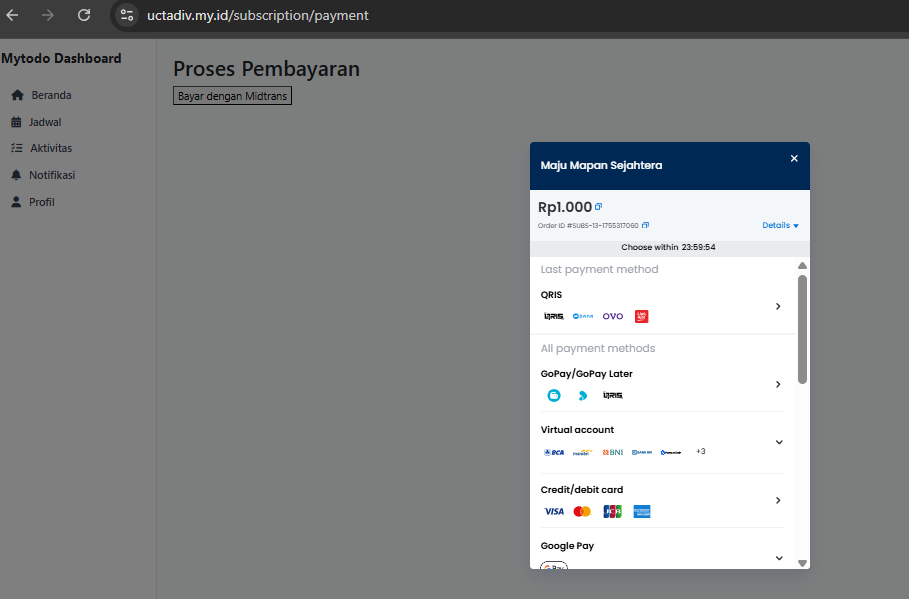 uctadiv.my.id/subscription/payment
Mytodo Dashboard
Beranda
Jadwal
Aktivitas
Notifikasi
Profil
Proses Pembayaran
Bayar dengan Midtrans
Maju Mapan Sejahtera
Rp1.000
Order ID #SUBS-13-1755317060
Details
Choose within 23:59:54
Last payment method
QRIS
QRIS DANA OVO
All payment methods
GoPay/GoPay Later
QRIS
Virtual account
BCA mandiri BNI BANK BRI +3
Credit/debit card
VISA JCB
Google Pay
G Pay